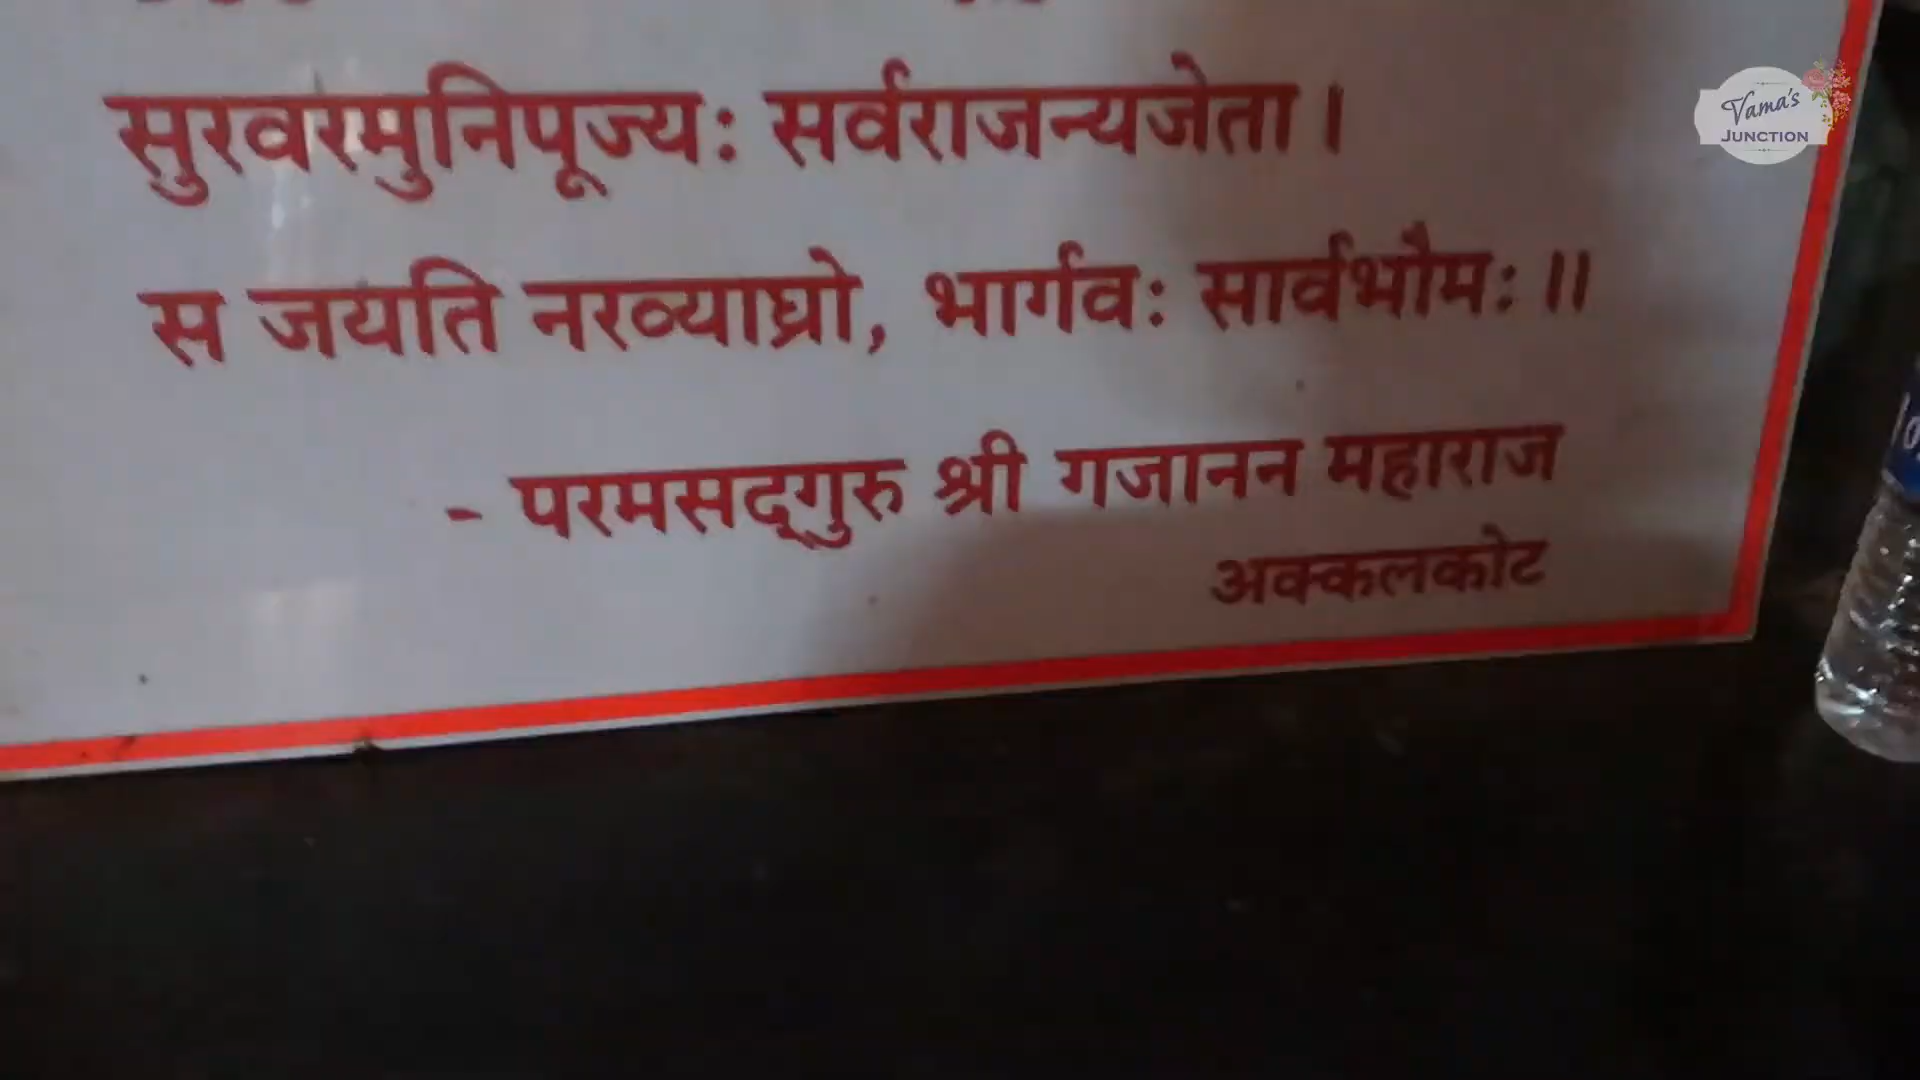 सुरवरमुनिपूज्यः सर्वराजन्यजेता ।
स जयति नरव्याघ्रो, भार्गवः सार्वभौमः ॥
- परमसद्‌गुरु श्री गजानन महाराज
अक्कलकोट
Vama's
JUNCTION